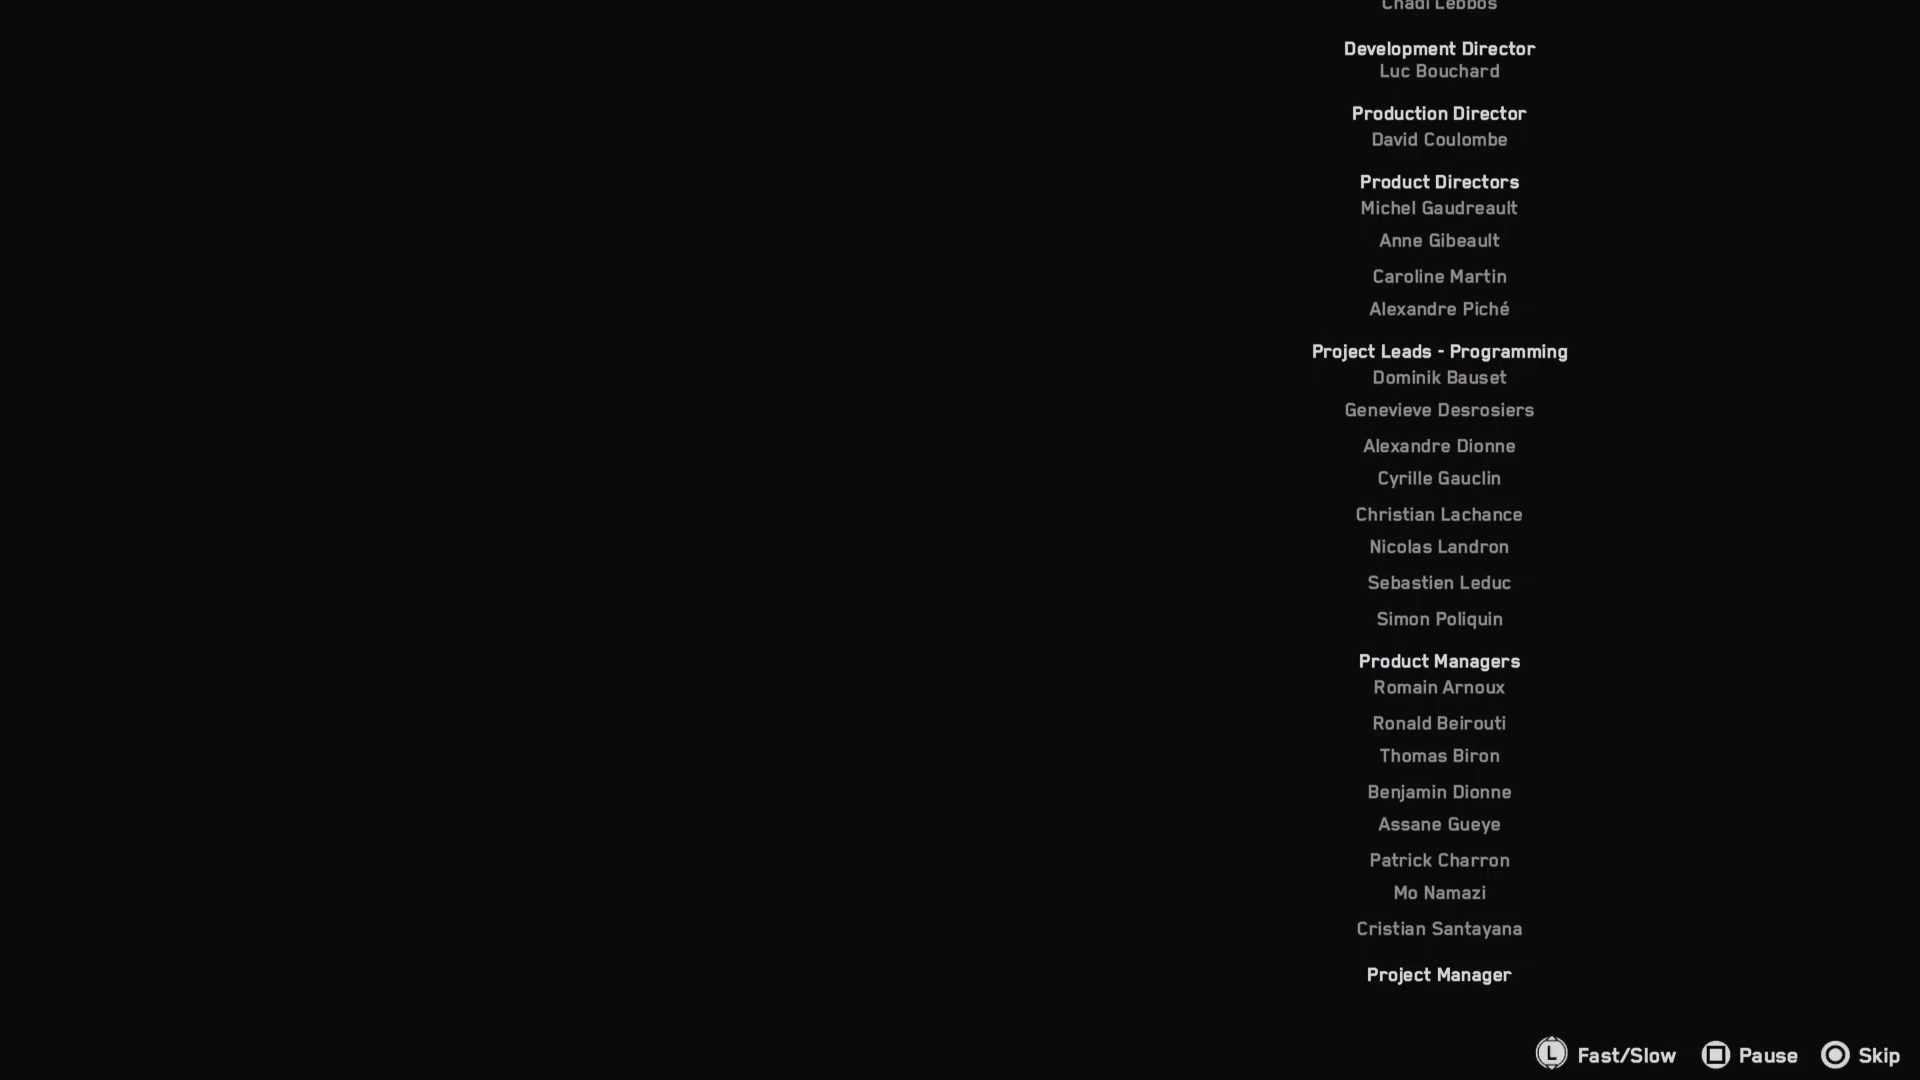 Chadi Lebbos
Development Director
Luc Bouchard
Production Director
David Coulombe
Product Directors
Michel Gaudreault
Anne Gibeault
Caroline Martin
Alexandre Piché
Project Leads - Programming
Dominik Bauset
Genevieve Desrosiers
Alexandre Dionne
Cyrille Gauclin
Christian Lachance
Nicolas Landron
Sebastien Leduc
Simon Poliquin
Product Managers
Romain Arnoux
Ronald Beirouti
Thomas Biron
Benjamin Dionne
Assane Gueye
Patrick Charron
Mo Namazi
Cristian Santayana
Project Manager
L Fast/Slow Pause Skip